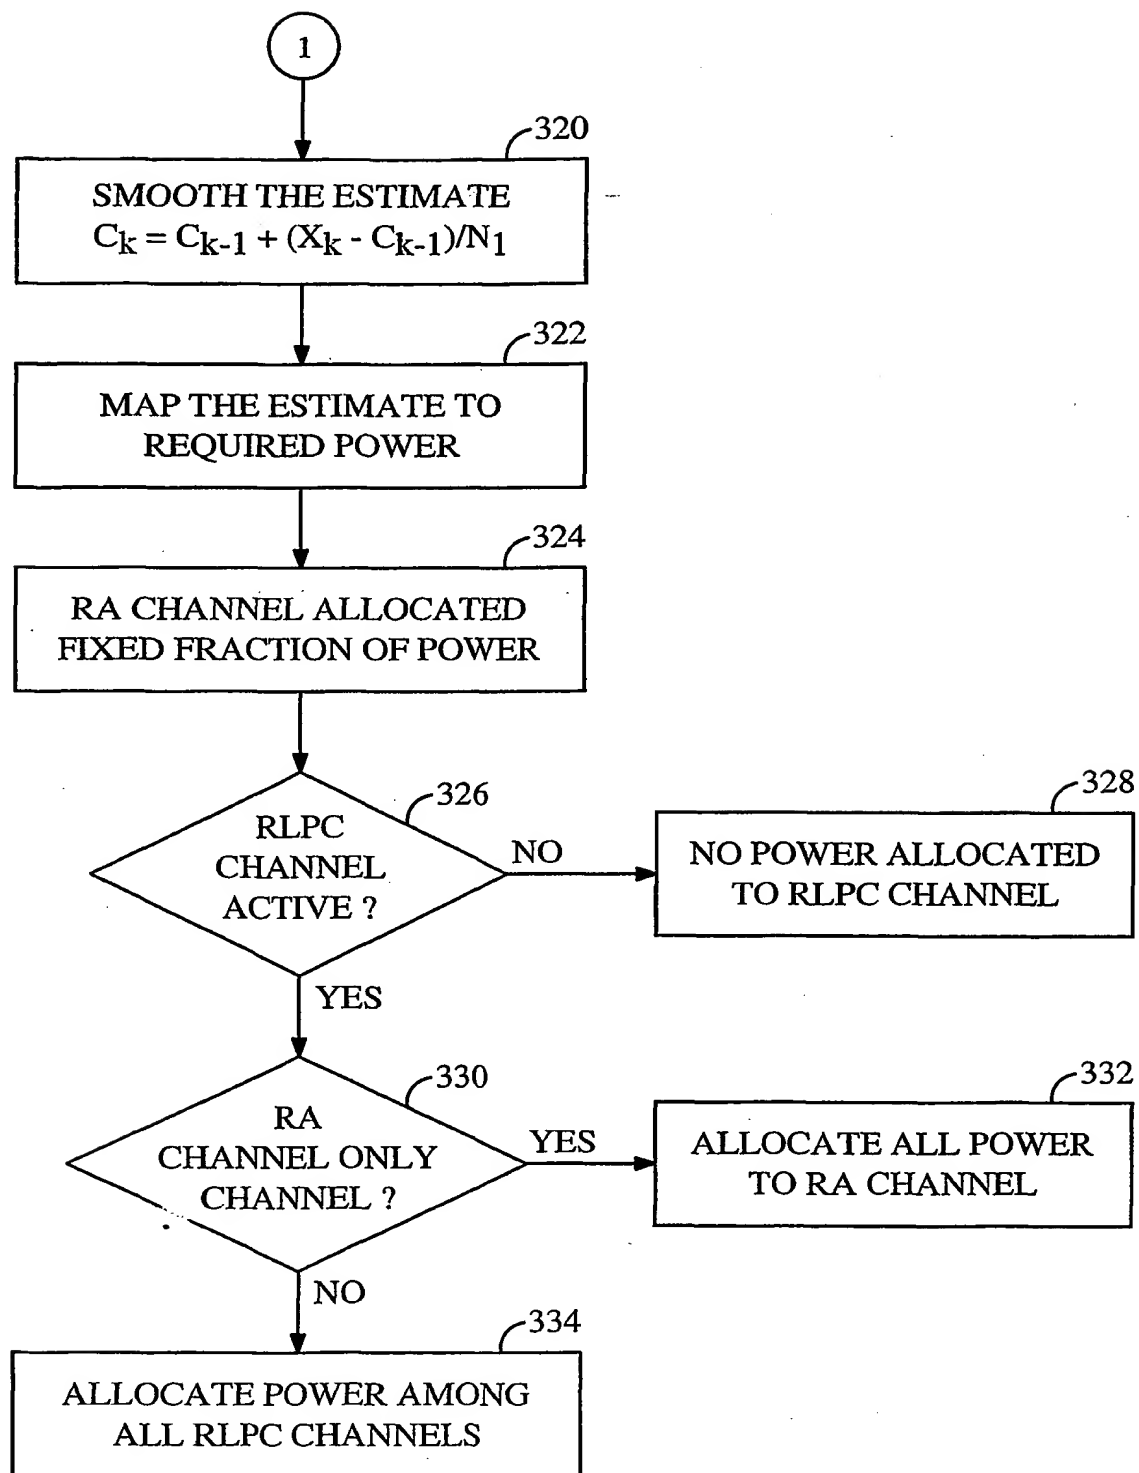 1
320
SMOOTH THE ESTIMATE
Ck = Ck-1 + (Xk - Ck-1)/N1
322
MAP THE ESTIMATE TO
REQUIRED POWER
324
RA CHANNEL ALLOCATED
FIXED FRACTION OF POWER
326
RLPC
CHANNEL
ACTIVE ?
NO
328
NO POWER ALLOCATED
TO RLPC CHANNEL
YES
330
RA
CHANNEL ONLY
CHANNEL ?
YES
332
ALLOCATE ALL POWER
TO RA CHANNEL
NO
334
ALLOCATE POWER AMONG
ALL RLPC CHANNELS